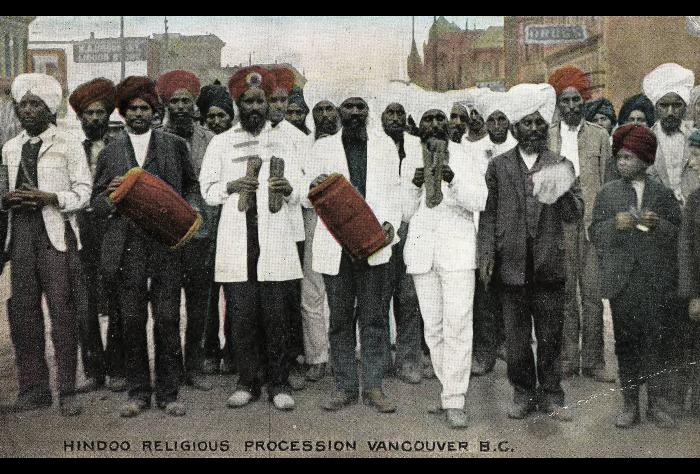 DRUGS
HINDOO RELIGIOUS PROCESSION VANCOUVER B.C.